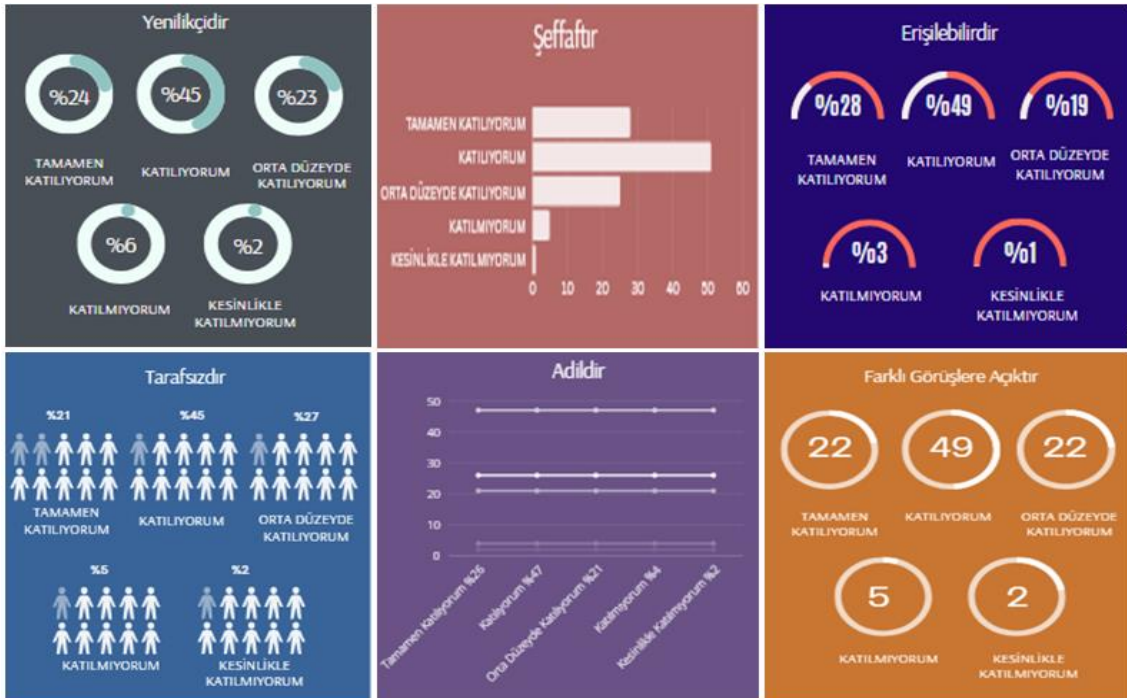 Yenilikçidir
%24
%45
%23
TAMAMEN
KATILIYORUM
KATILIYORUM
ORTA DÜZEYDE
KATILIYORUM
%6
%2
KATILMIYORUM
KESİNLİKLE
KATILMIYORUM
Şeffaftır
TAMAMEN KATILIYORUM
KATILIYORUM
ORTA DÜZEYDE KATILIYORUM
KATILMIYORUM
KESİNLİKLE KATILMIYORUM
0 10 20 30 40 50 60
Erişilebilirdir
%28
%49
%19
TAMAMEN
KATILIYORUM
KATILIYORUM
ORTA DÜZEYDE
KATILIYORUM
%3
%1
KATILMIYORUM
KESİNLİKLE
KATILMIYORUM
Tarafsızdır
%21
%45
%27
TAMAMEN
KATILIYORUM
KATILIYORUM
ORTA DÜZEYDE
KATILIYORUM
%5
%2
KATILMIYORUM
KESİNLİKLE
KATILMIYORUM
Adildir
50
40
30
20
10
0
Tamamen Katılıyorum %26
Katılıyorum %47
Orta Düzeyde Katılıyorum %21
Katılmıyorum %4
Kesinlikle Katılmıyorum %2
Farklı Görüşlere Açıktır
22
49
22
TAMAMEN
KATILIYORUM
KATILIYORUM
ORTA DÜZEYDE
KATILIYORUM
5
2
KATILMIYORUM
KESİNLİKLE
KATILMIYORUM